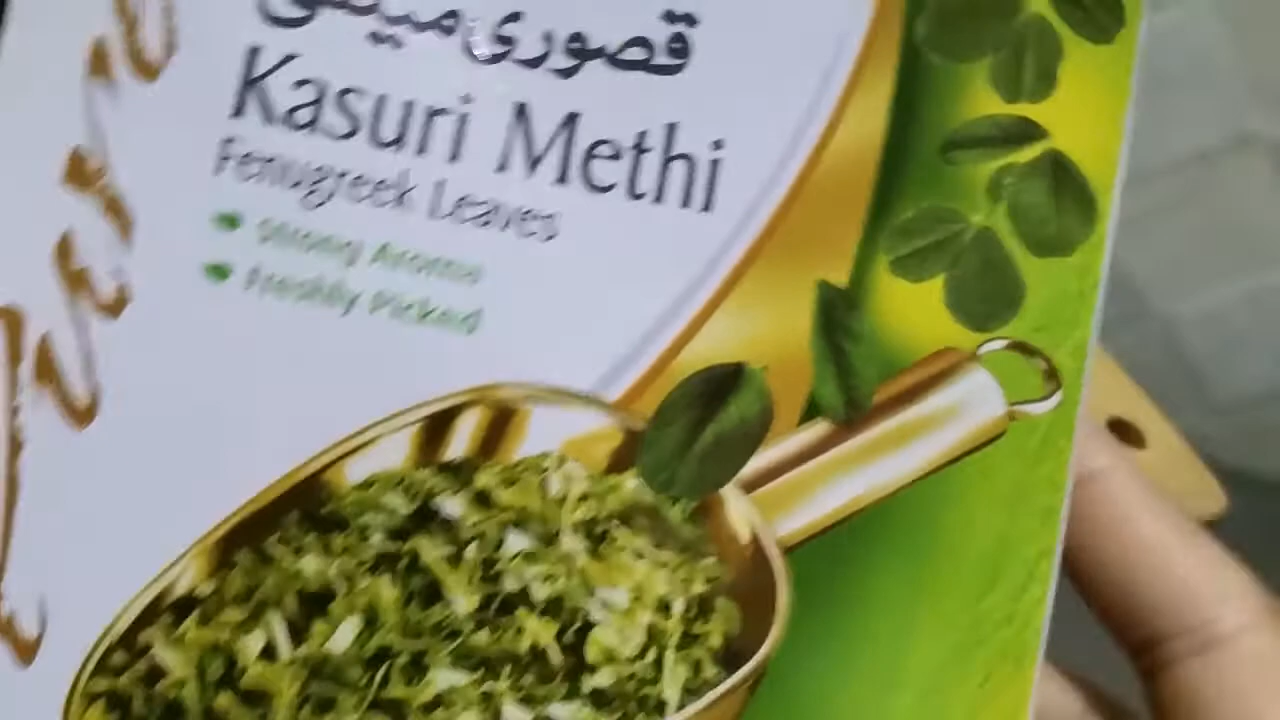 قصوری میتھی
Kasuri Methi
Fenugreek Leaves
Strong Aroma
Freshly Picked